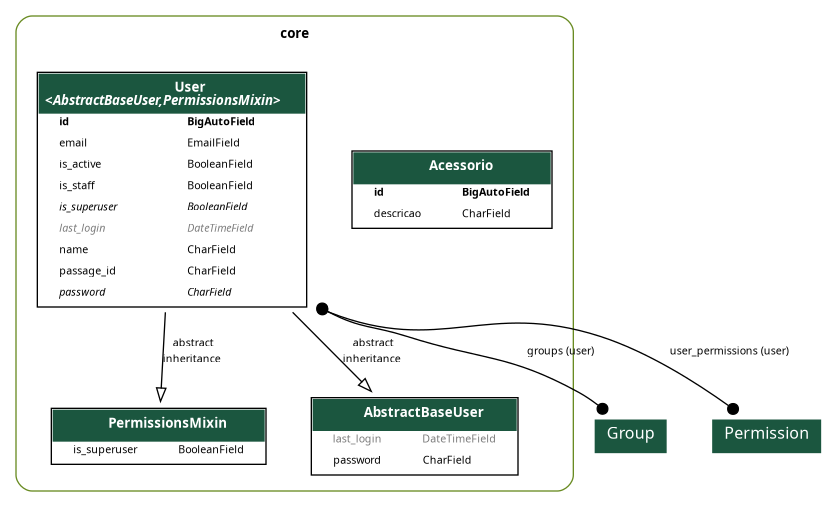 core
User
<AbstractBaseUser,PermissionsMixin>
id BigAutoField
email EmailField
is_active BooleanField
is_staff BooleanField
is_superuser BooleanField
last_login DateTimeField
name CharField
passage_id CharField
password CharField
Acessorio
id BigAutoField
descricao CharField
abstract
inheritance
abstract
inheritance
groups (user)
user_permissions (user)
PermissionsMixin
is_superuser BooleanField
AbstractBaseUser
last_login DateTimeField
password CharField
Group
Permission